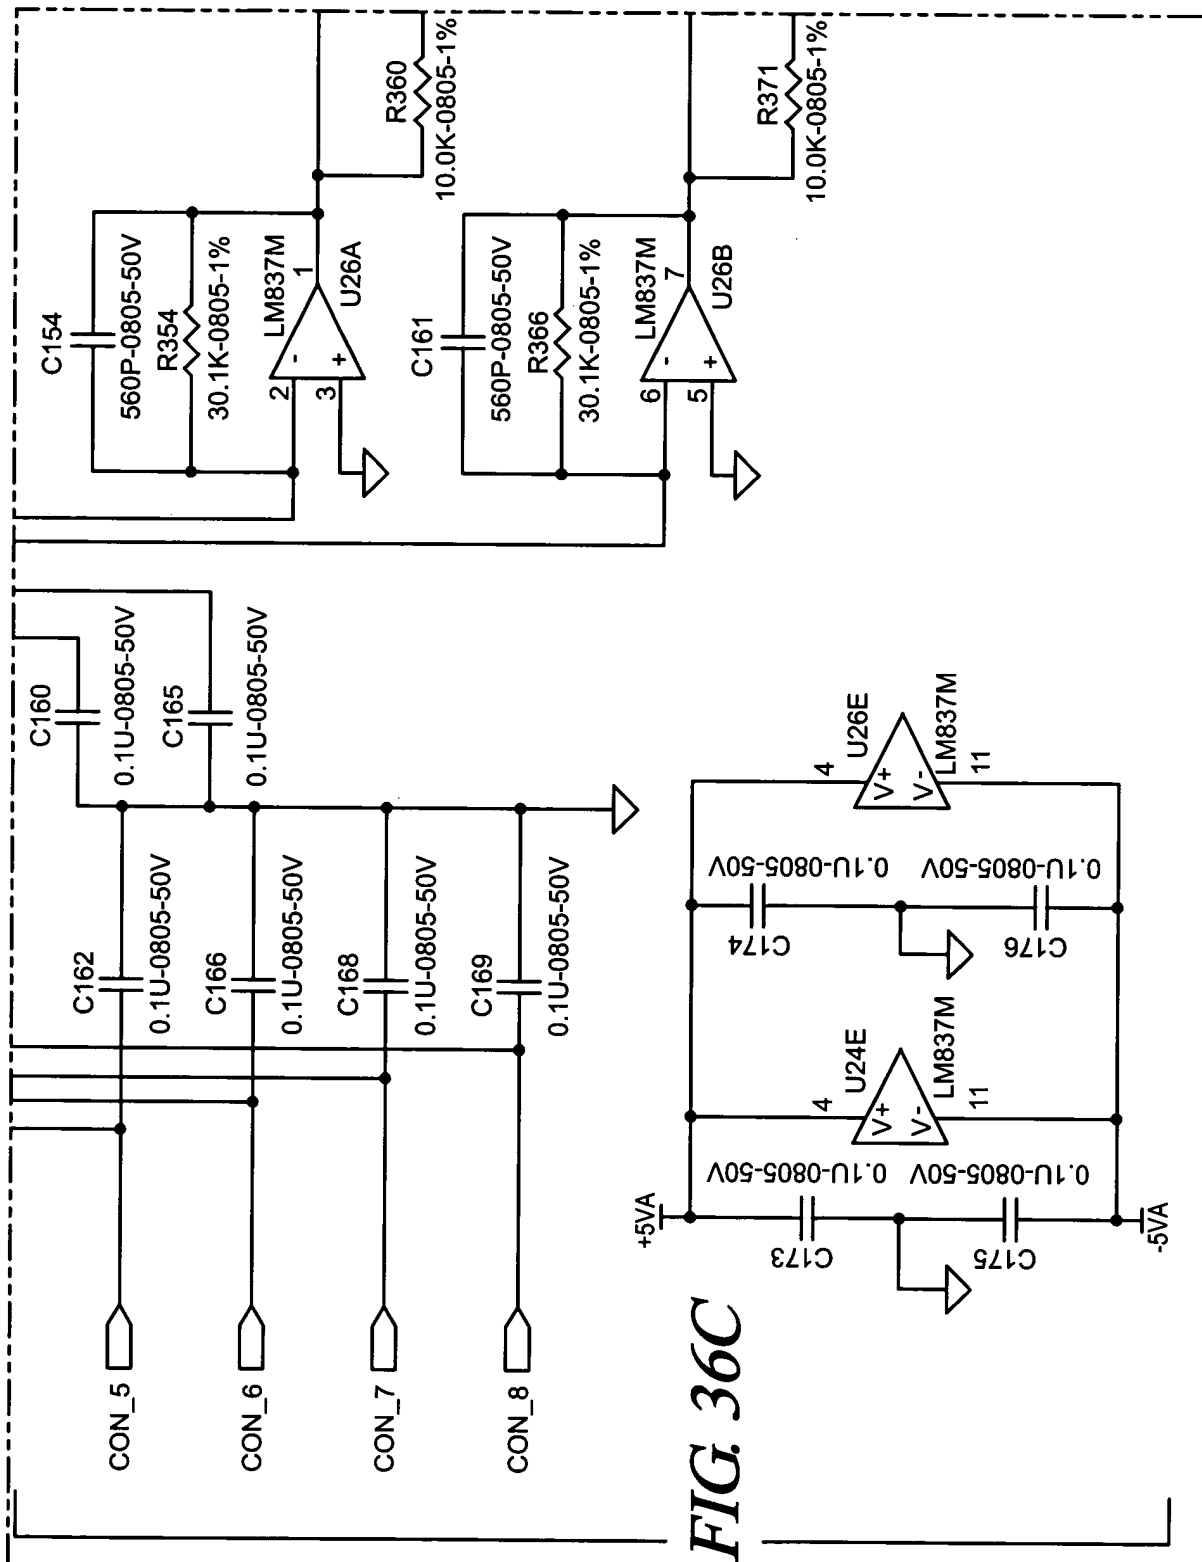 C154
560P-0805-50V
R354
30.1K-0805-1%
LM837M
2
-
3
+
1
U26A
R360
10.0K-0805-1%
C161
560P-0805-50V
R366
30.1K-0805-1%
LM837M
6
-
5
+
7
U26B
R371
10.0K-0805-1%
C160
0.1U-0805-50V
C165
0.1U-0805-50V
CON_5
C162
0.1U-0805-50V
CON_6
C166
0.1U-0805-50V
CON_7
C168
0.1U-0805-50V
CON_8
C169
0.1U-0805-50V
+5VA
C173
0.1U-0805-50V
C175
0.1U-0805-50V
-5VA
4
U24E
V+
V-
LM837M
11
C174
0.1U-0805-50V
C176
0.1U-0805-50V
4
U26E
V+
V-
LM837M
11
FIG. 36C